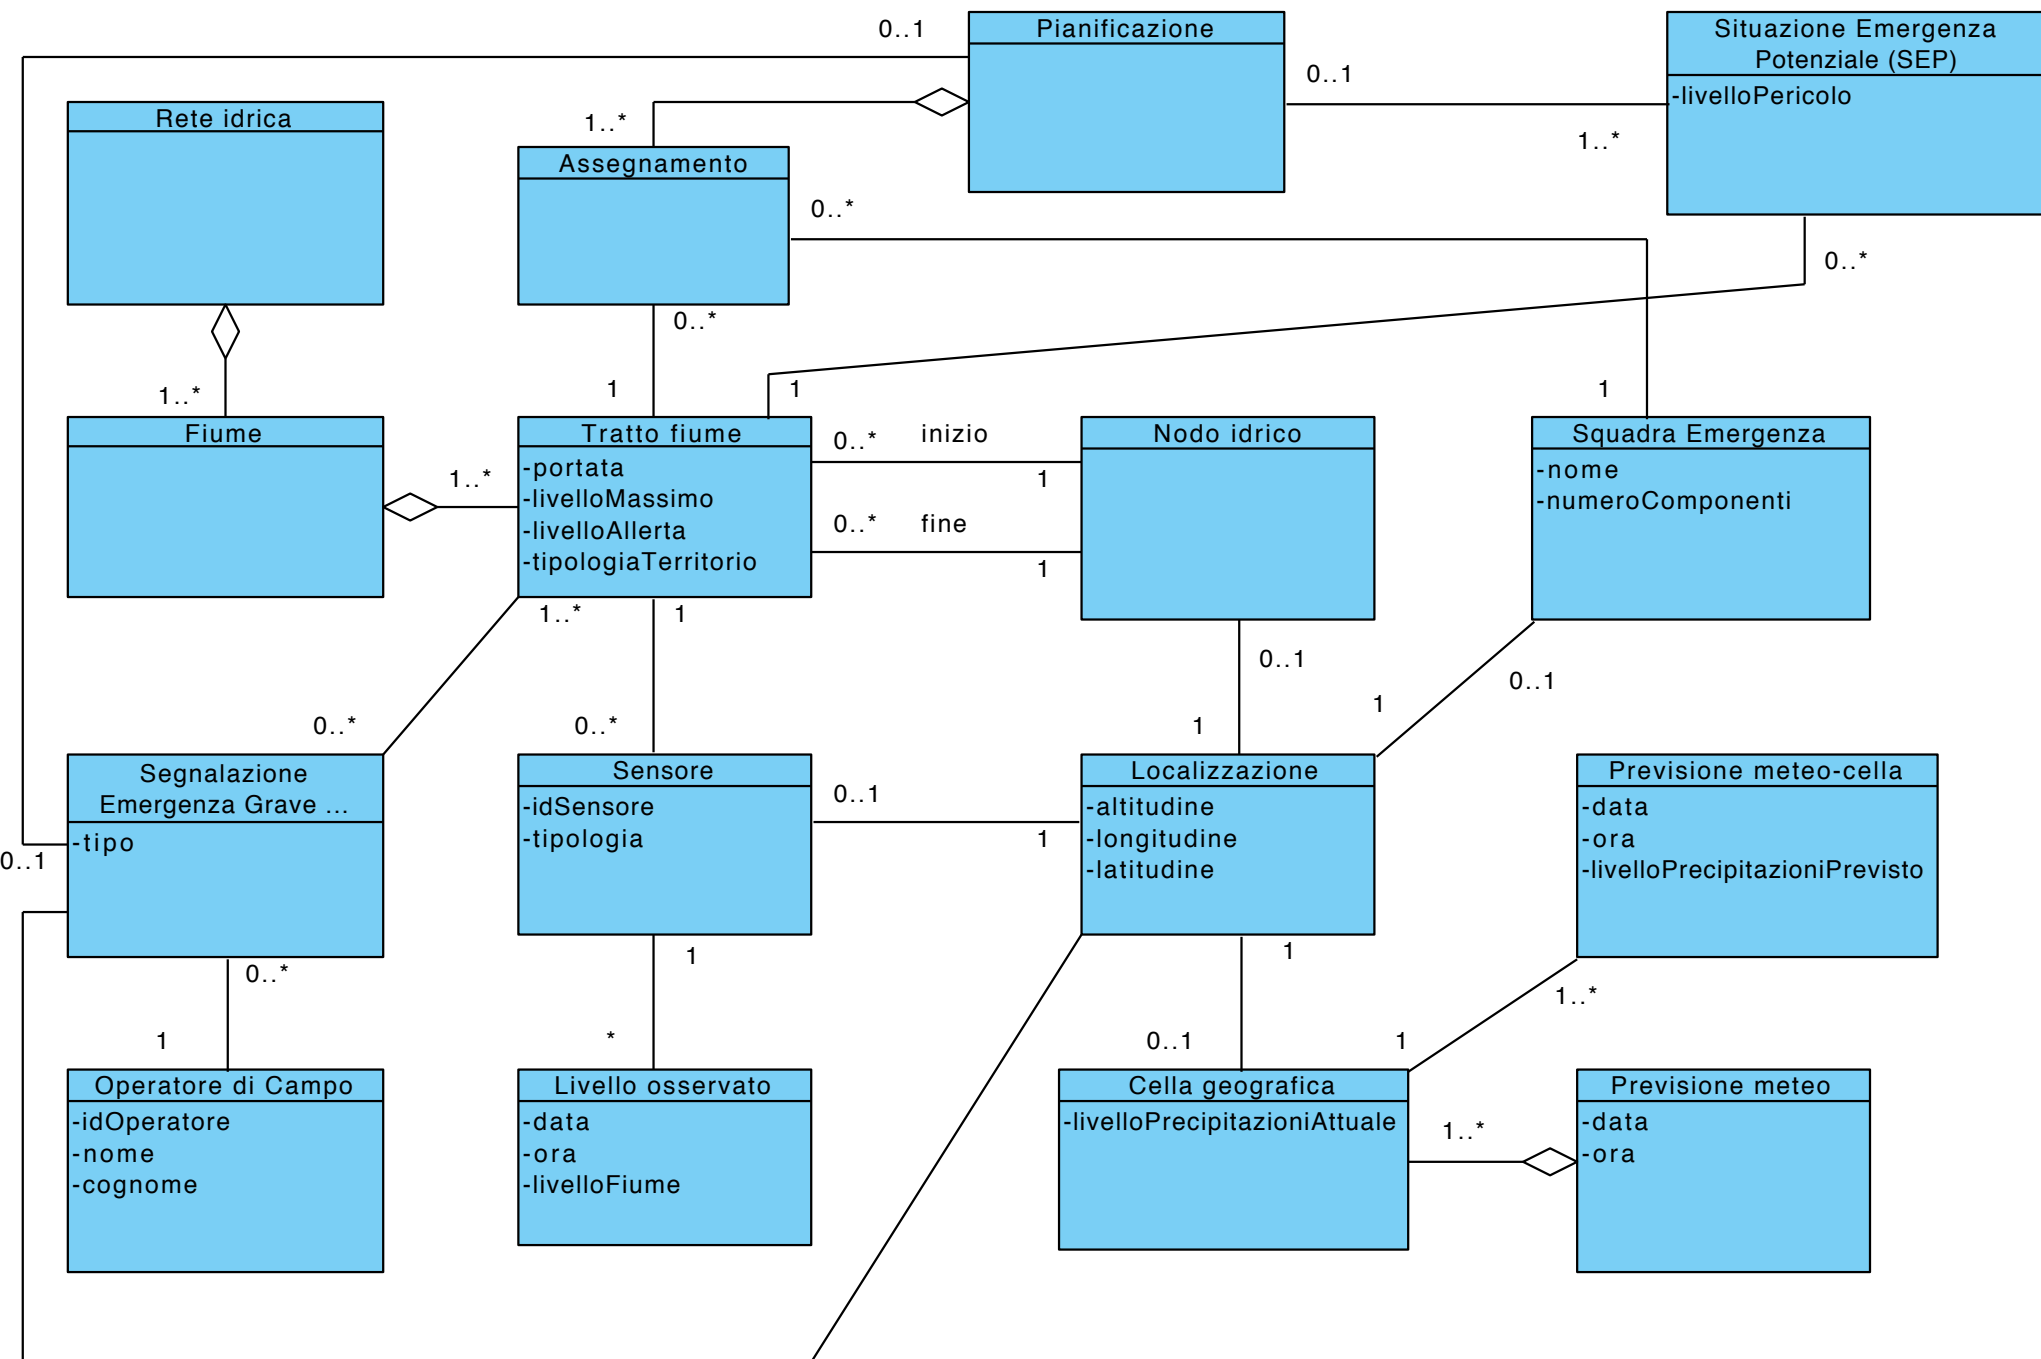 0..1
Pianificazione
Situazione Emergenza
Potenziale (SEP)
-livelloPericolo
0..1
1..*
Rete idrica
1..*
Assegnamento
0..*
0..*
0..*
1..*
1
1
1
Fiume
1..*
Tratto fiume
-portata
-livelloMassimo
-livelloAllerta
-tipologiaTerritorio
0..*
inizio
1
0..*
fine
1
Nodo idrico
Squadra Emergenza
-nome
-numeroComponenti
1..*
1
0..1
0..1
1
0..*
0..*
1
Segnalazione
Emergenza Grave ...
-tipo
0..1
Sensore
-idSensore
-tipologia
0..1
1
Localizzazione
-altitudine
-longitudine
-latitudine
Previsione meteo-cella
-data
-ora
-livelloPrecipitazioniPrevisto
0..*
1
1
1..*
1
*
0..1
1
Operatore di Campo
-idOperatore
-nome
-cognome
Livello osservato
-data
-ora
-livelloFiume
Cella geografica
-livelloPrecipitazioniAttuale
1..*
Previsione meteo
-data
-ora